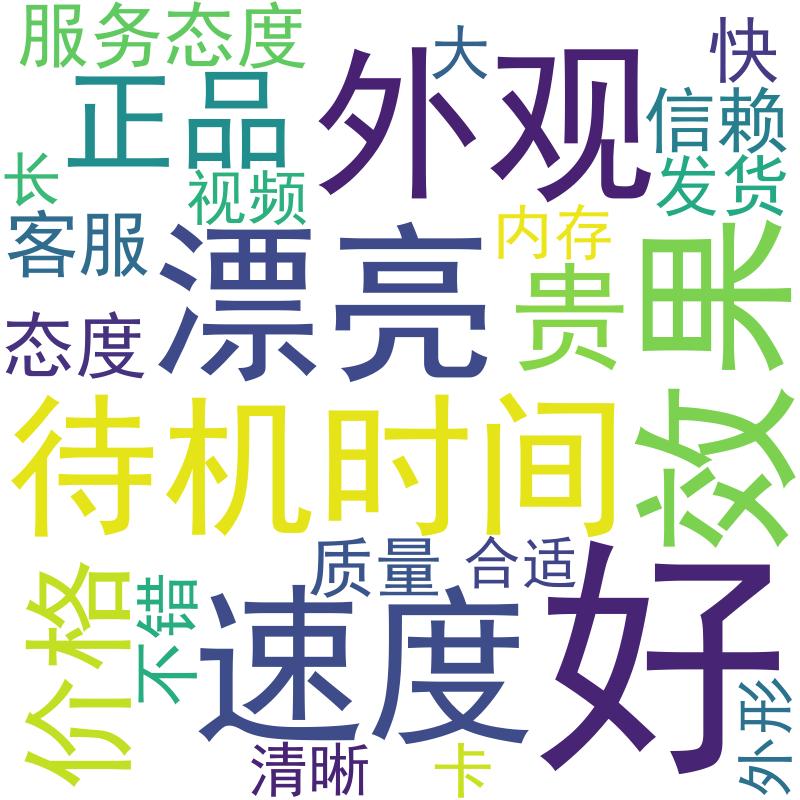 服务态度
大
快
正品
外观
信赖
长
视频
发货
客服
漂亮
内存
效果
贵
态度
待机时间
质量
合适
价格
不错
速度
好
外形
清晰
卡